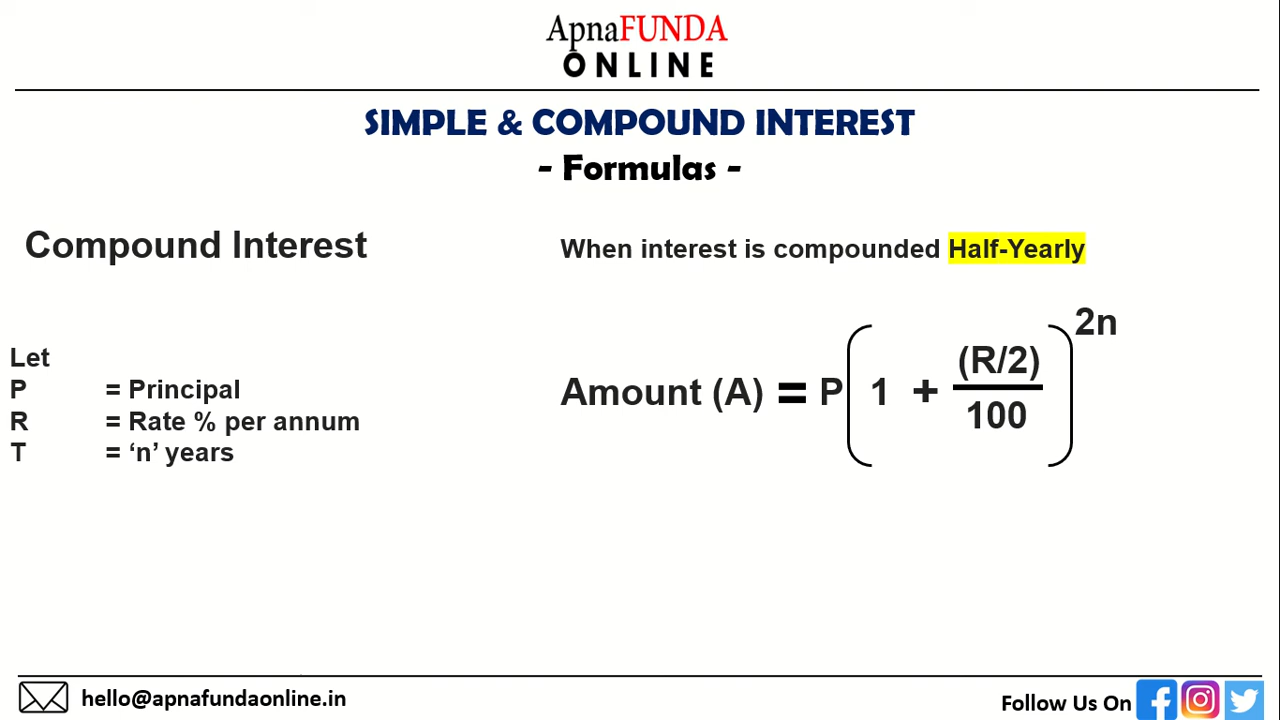 ApnaFUNDA
ONLINE
SIMPLE & COMPOUND INTEREST
- Formulas -
Compound Interest
When interest is compounded Half-Yearly
Let
P = Principal
R = Rate % per annum
T = ‘n’ years
Amount (A) = P ( 1 + (R/2) / 100 ) 2n
hello@apnafundaonline.in
Follow Us On